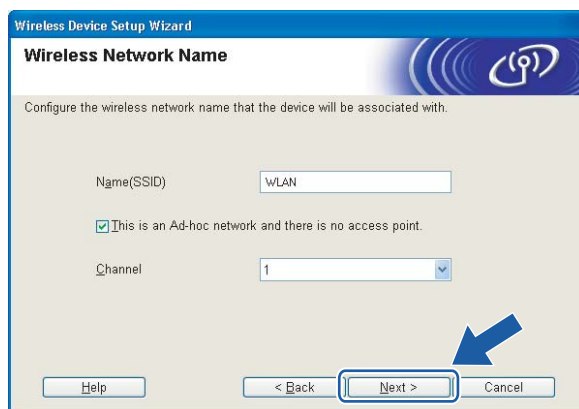 Wireless Device Setup Wizard
Wireless Network Name
Configure the wireless network name that the device will be associated with.
Name(SSID) WLAN
This is an Ad-hoc network and there is no access point.
Channel 1
Help < Back Next > Cancel